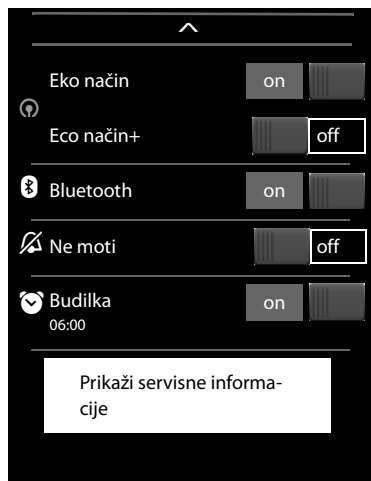 Eko način on
Eco način+ off
Bluetooth on
Ne moti off
Budilka on
06:00
Prikaži servisne informa-
cije